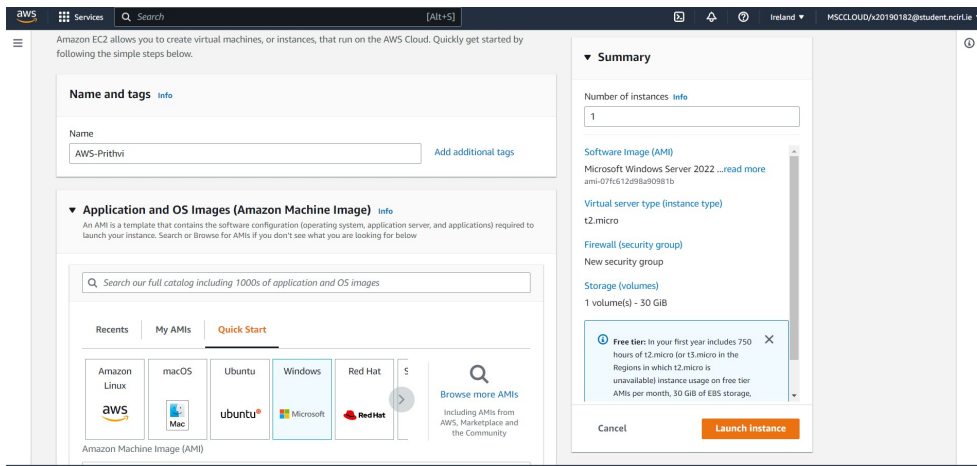 aws
Services
Search
[Alt+S]
Ireland
MSCCLOUD/x20190182@student.ncirl.ie
Amazon EC2 allows you to create virtual machines, or instances, that run on the AWS Cloud. Quickly get started by
following the simple steps below.
Name and tags Info
Name
AWS-Prithvi
Add additional tags
Application and OS Images (Amazon Machine Image) Info
An AMI is a template that contains the software configuration (operating system, application server, and applications) required to
launch your instance. Search or Browse for AMIs if you don't see what you are looking for below
Search our full catalog including 1000s of application and OS images
Recents
My AMIs
Quick Start
Amazon
Linux
aws
macOS
Mac
Ubuntu
ubuntu
Windows
Microsoft
Red Hat
Red Hat
S
Browse more AMIs
Including AMIs from
AWS, Marketplace and
the Community
Amazon Machine Image (AMI)
Summary
Number of instances Info
1
Software Image (AMI)
Microsoft Windows Server 2022 ...read more
ami-07fc612d98a90981b
Virtual server type (instance type)
t2.micro
Firewall (security group)
New security group
Storage (volumes)
1 volume(s) - 30 GiB
Free tier: In your first year includes 750
hours of t2.micro (or t3.micro in the
Regions in which t2.micro is
unavailable) instance usage on free tier
AMIs per month, 30 GiB of EBS storage,
Cancel
Launch instance